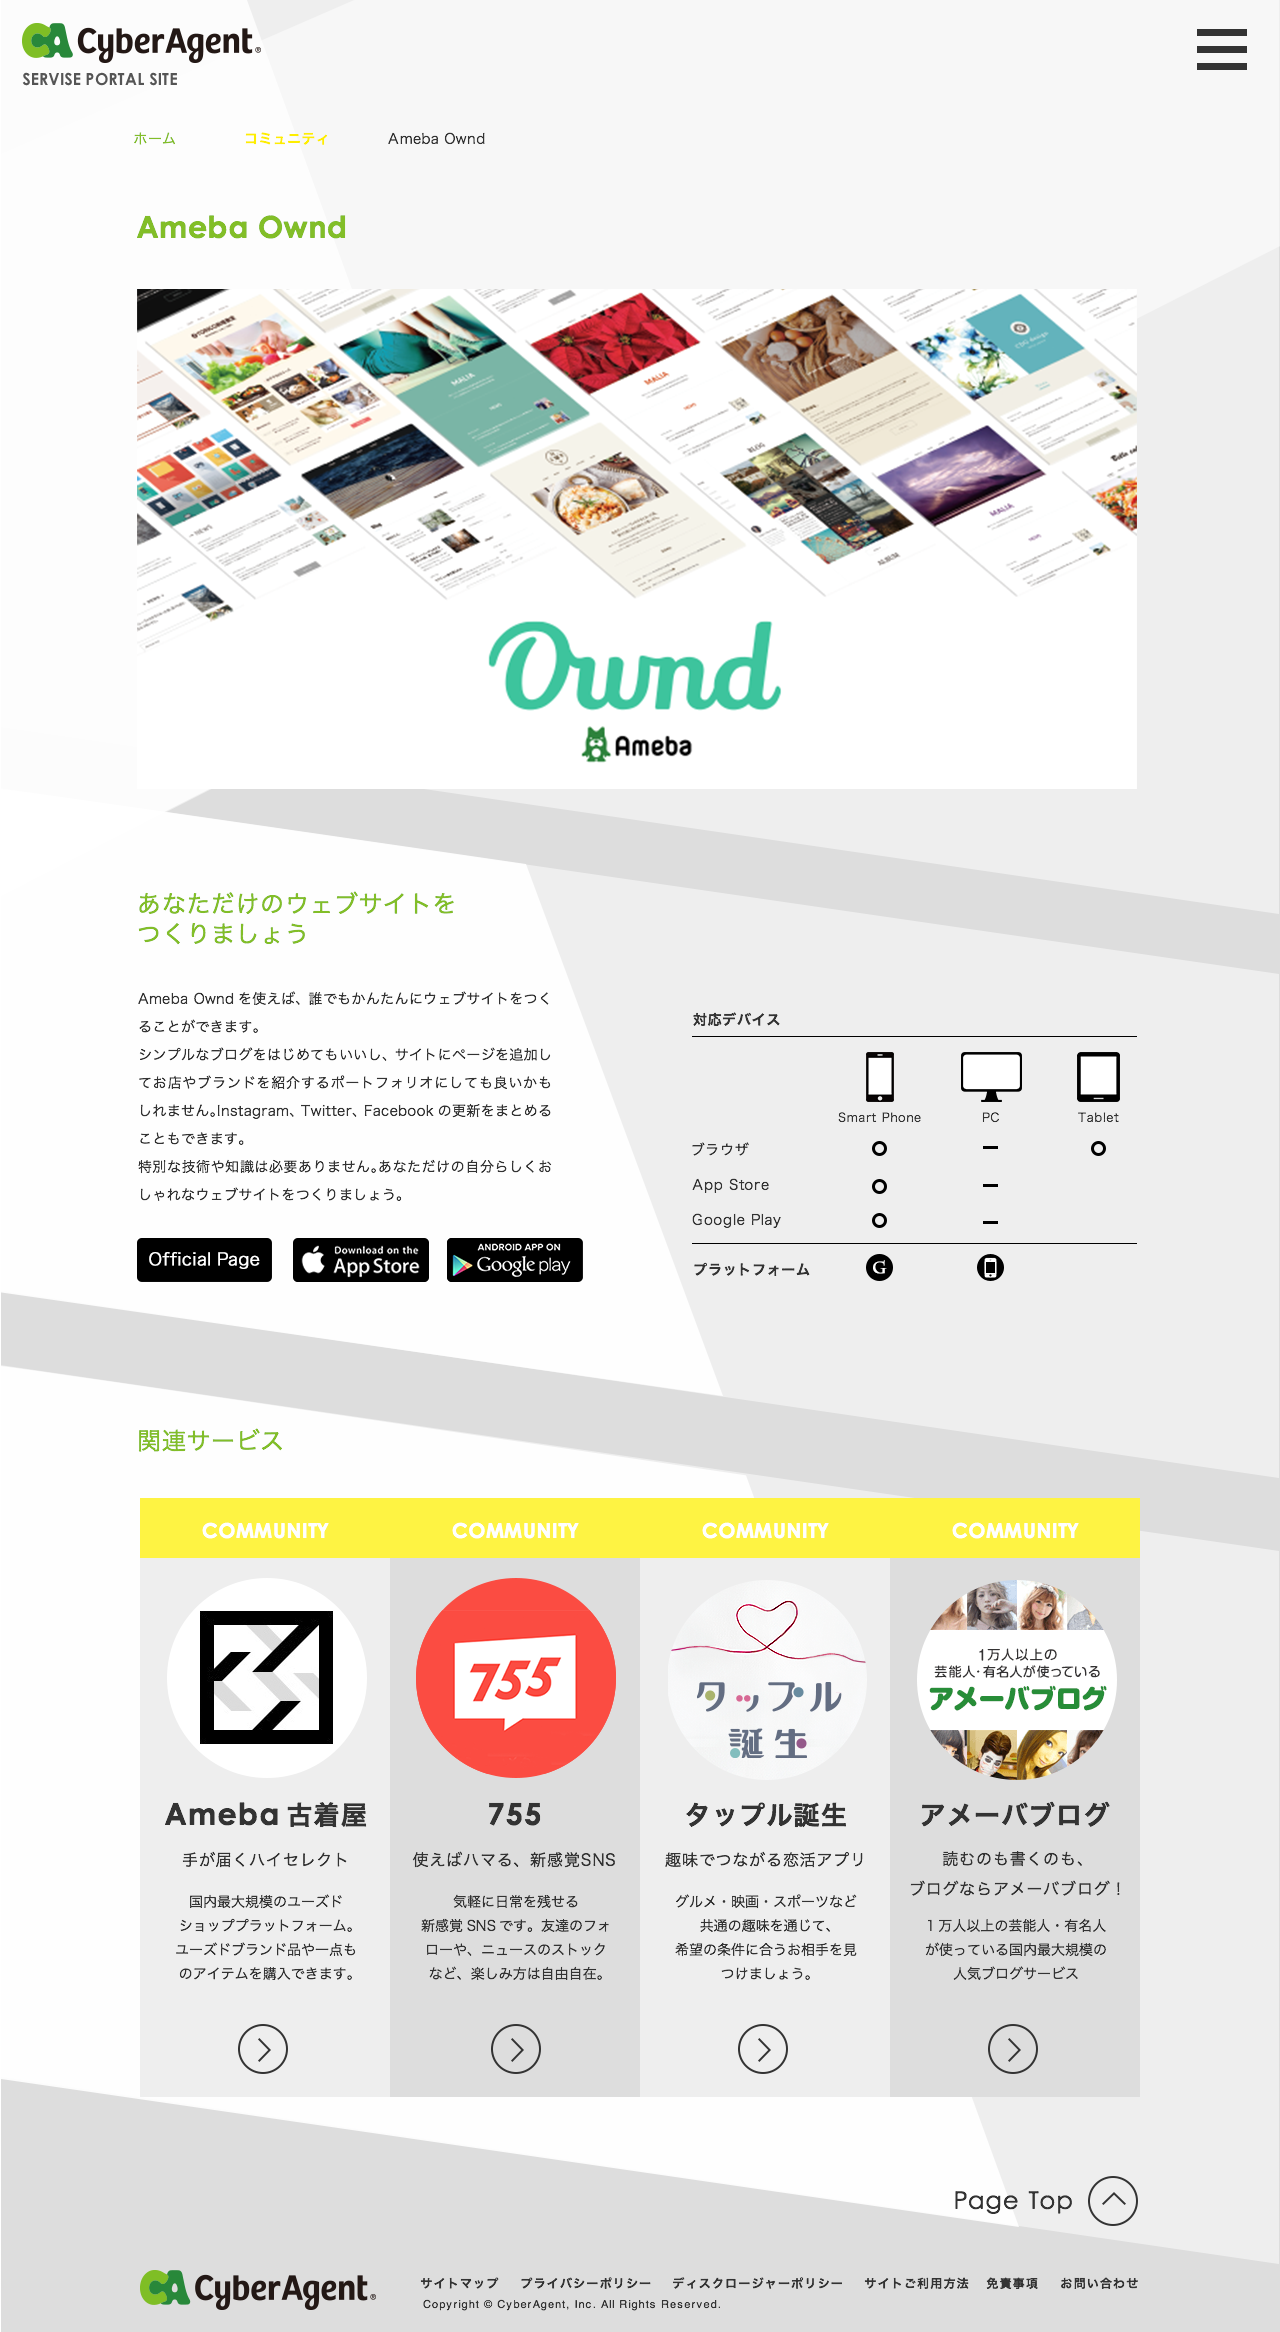 CyberAgent®
SERVISE PORTAL SITE
ホーム
コミュニティ
Ameba Ownd
Ameba Ownd
MALIA
MALIA
BLOG
MALIA
NEWS
Ownd
Ameba
あなただけのウェブサイトを
つくりましょう
Ameba Ownd を使えば、誰でもかんたんにウェブサイトをつく
ることができます。
シンプルなブログをはじめてもいいし、サイトにページを追加し
てお店やブランドを紹介するポートフォリオにしても良いかも
しれません。Instagram、Twitter、Facebook の更新をまとめる
こともできます。
特別な技術や知識は必要ありません。あなただけの自分らしくお
しゃれなウェブサイトをつくりましょう。
Official Page
Download on the
App Store
ANDROID APP ON
Google play
対応デバイス
Smart Phone
PC
Tablet
ブラウザ
App Store
Google Play
プラットフォーム
G
関連サービス
COMMUNITY
COMMUNITY
COMMUNITY
COMMUNITY
755
タップル
誕生
1万人以上の
芸能人・有名人が使っている
アメーバブログ
Ameba 古着屋
手が届くハイセレクト
国内最大規模のユーズド
ショッププラットフォーム。
ユーズドブランド品や一点も
のアイテムを購入できます。
755
使えばハマる、新感覚SNS
気軽に日常を残せる
新感覚 SNS です。友達のフォ
ローや、ニュースのストック
など、楽しみ方は自由自在。
タップル誕生
趣味でつながる恋活アプリ
グルメ・映画・スポーツなど
共通の趣味を通じて、
希望の条件に合うお相手を見
つけましょう。
アメーバブログ
読むのも書くのも、
ブログならアメーバブログ！
1 万人以上の芸能人・有名人
が使っている国内最大規模の
人気ブログサービス
Page Top
CyberAgent®
サイトマップ
プライバシーポリシー
ディスクロージャーポリシー
サイトご利用方法
免責事項
お問い合わせ
Copyright © CyberAgent, Inc. All Rights Reserved.